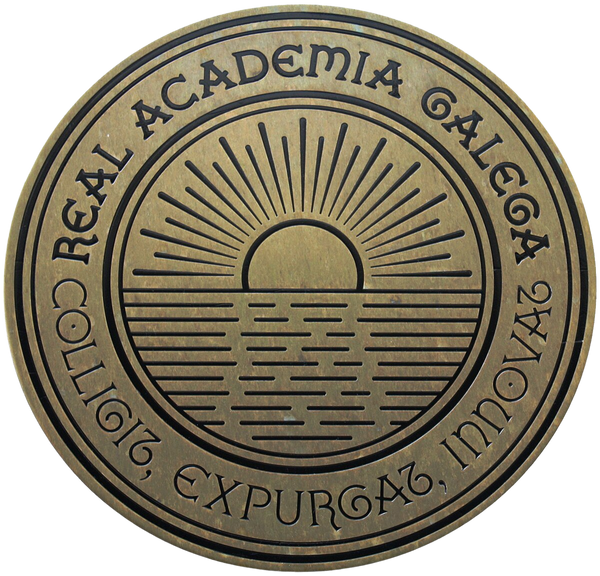 REAL ACADEMIA GALEGA
COLLIGIT, EXPURGAT, INNOVAT